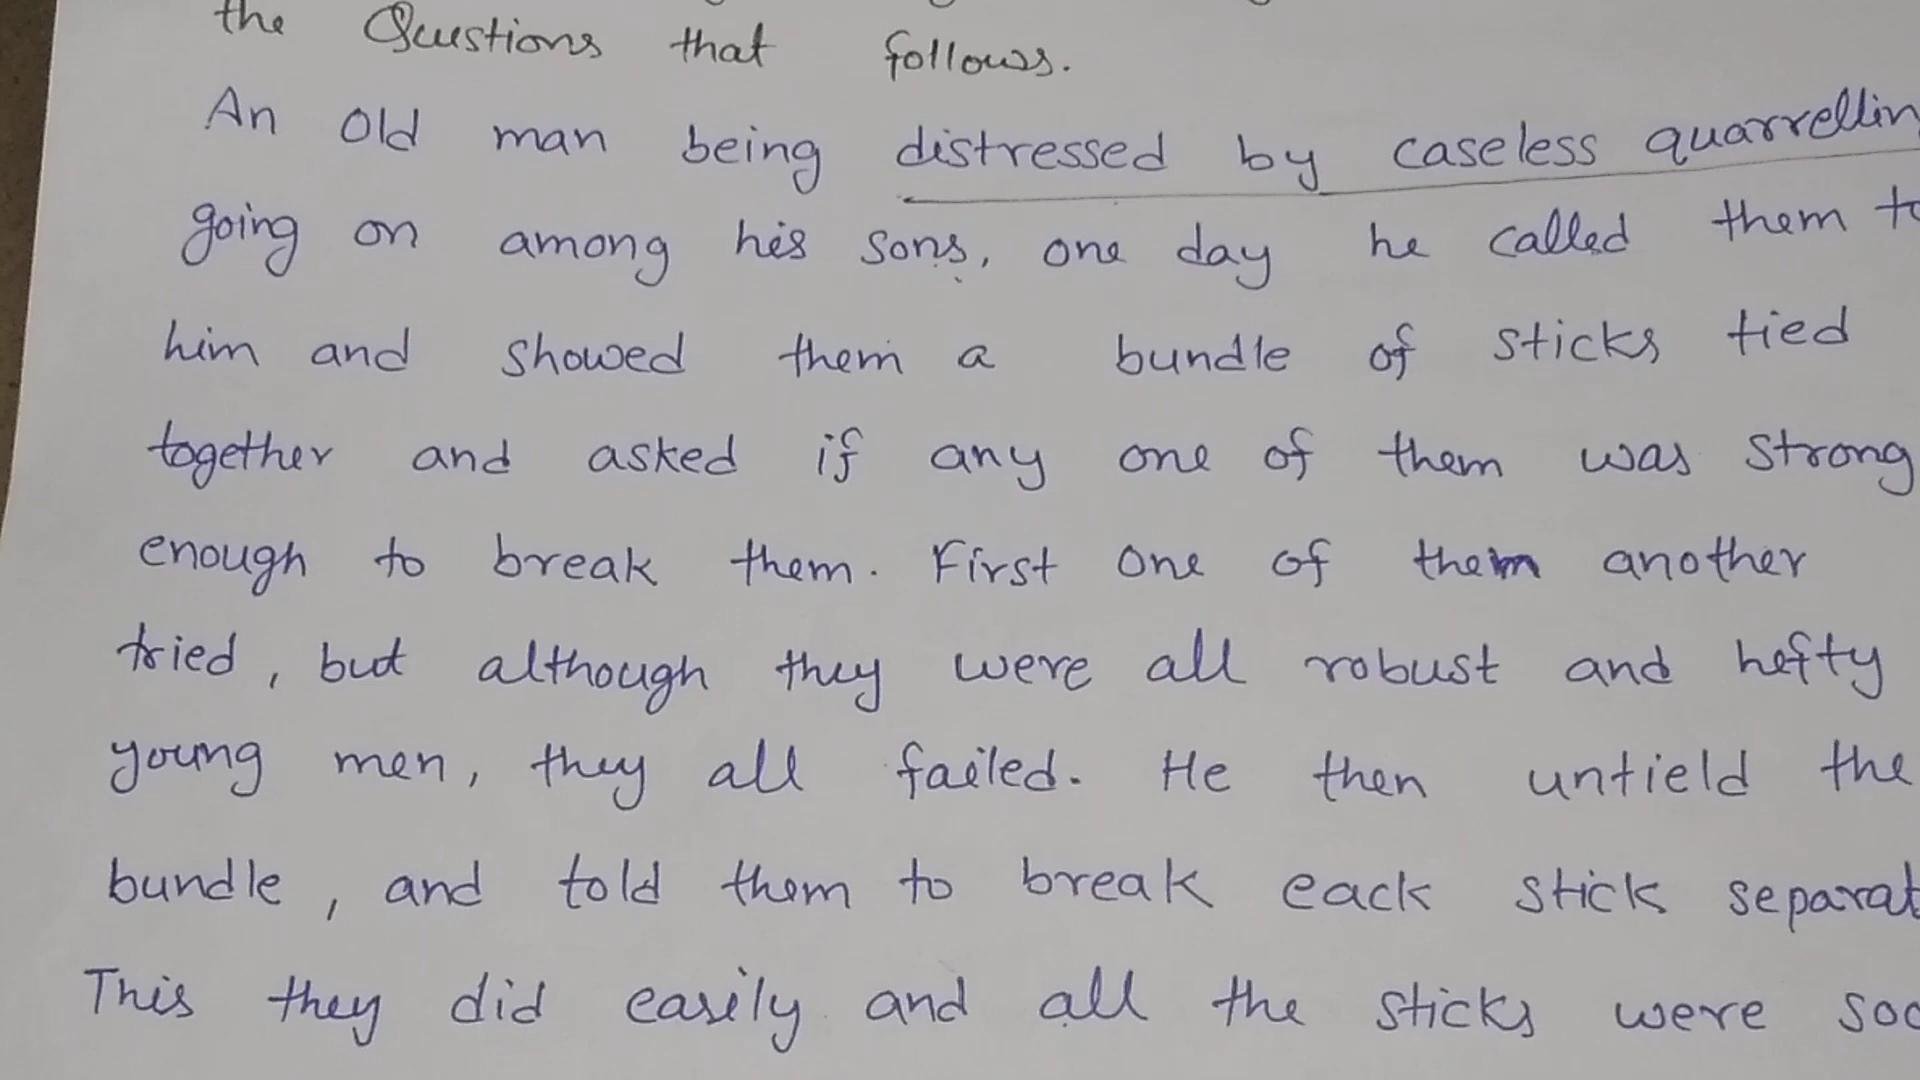 the Questions that follows.
An old man being distressed by caseless quarrellin
going on among his sons, one day he called them to
him and showed them a bundle of sticks tied
together and asked if any one of them was strong
enough to break them. First one of them another
tried, but although they were all robust and hefty
young men, they all failed. He then untield the
bundle, and told them to break eack stick separat
This they did easily and all the sticks were soo